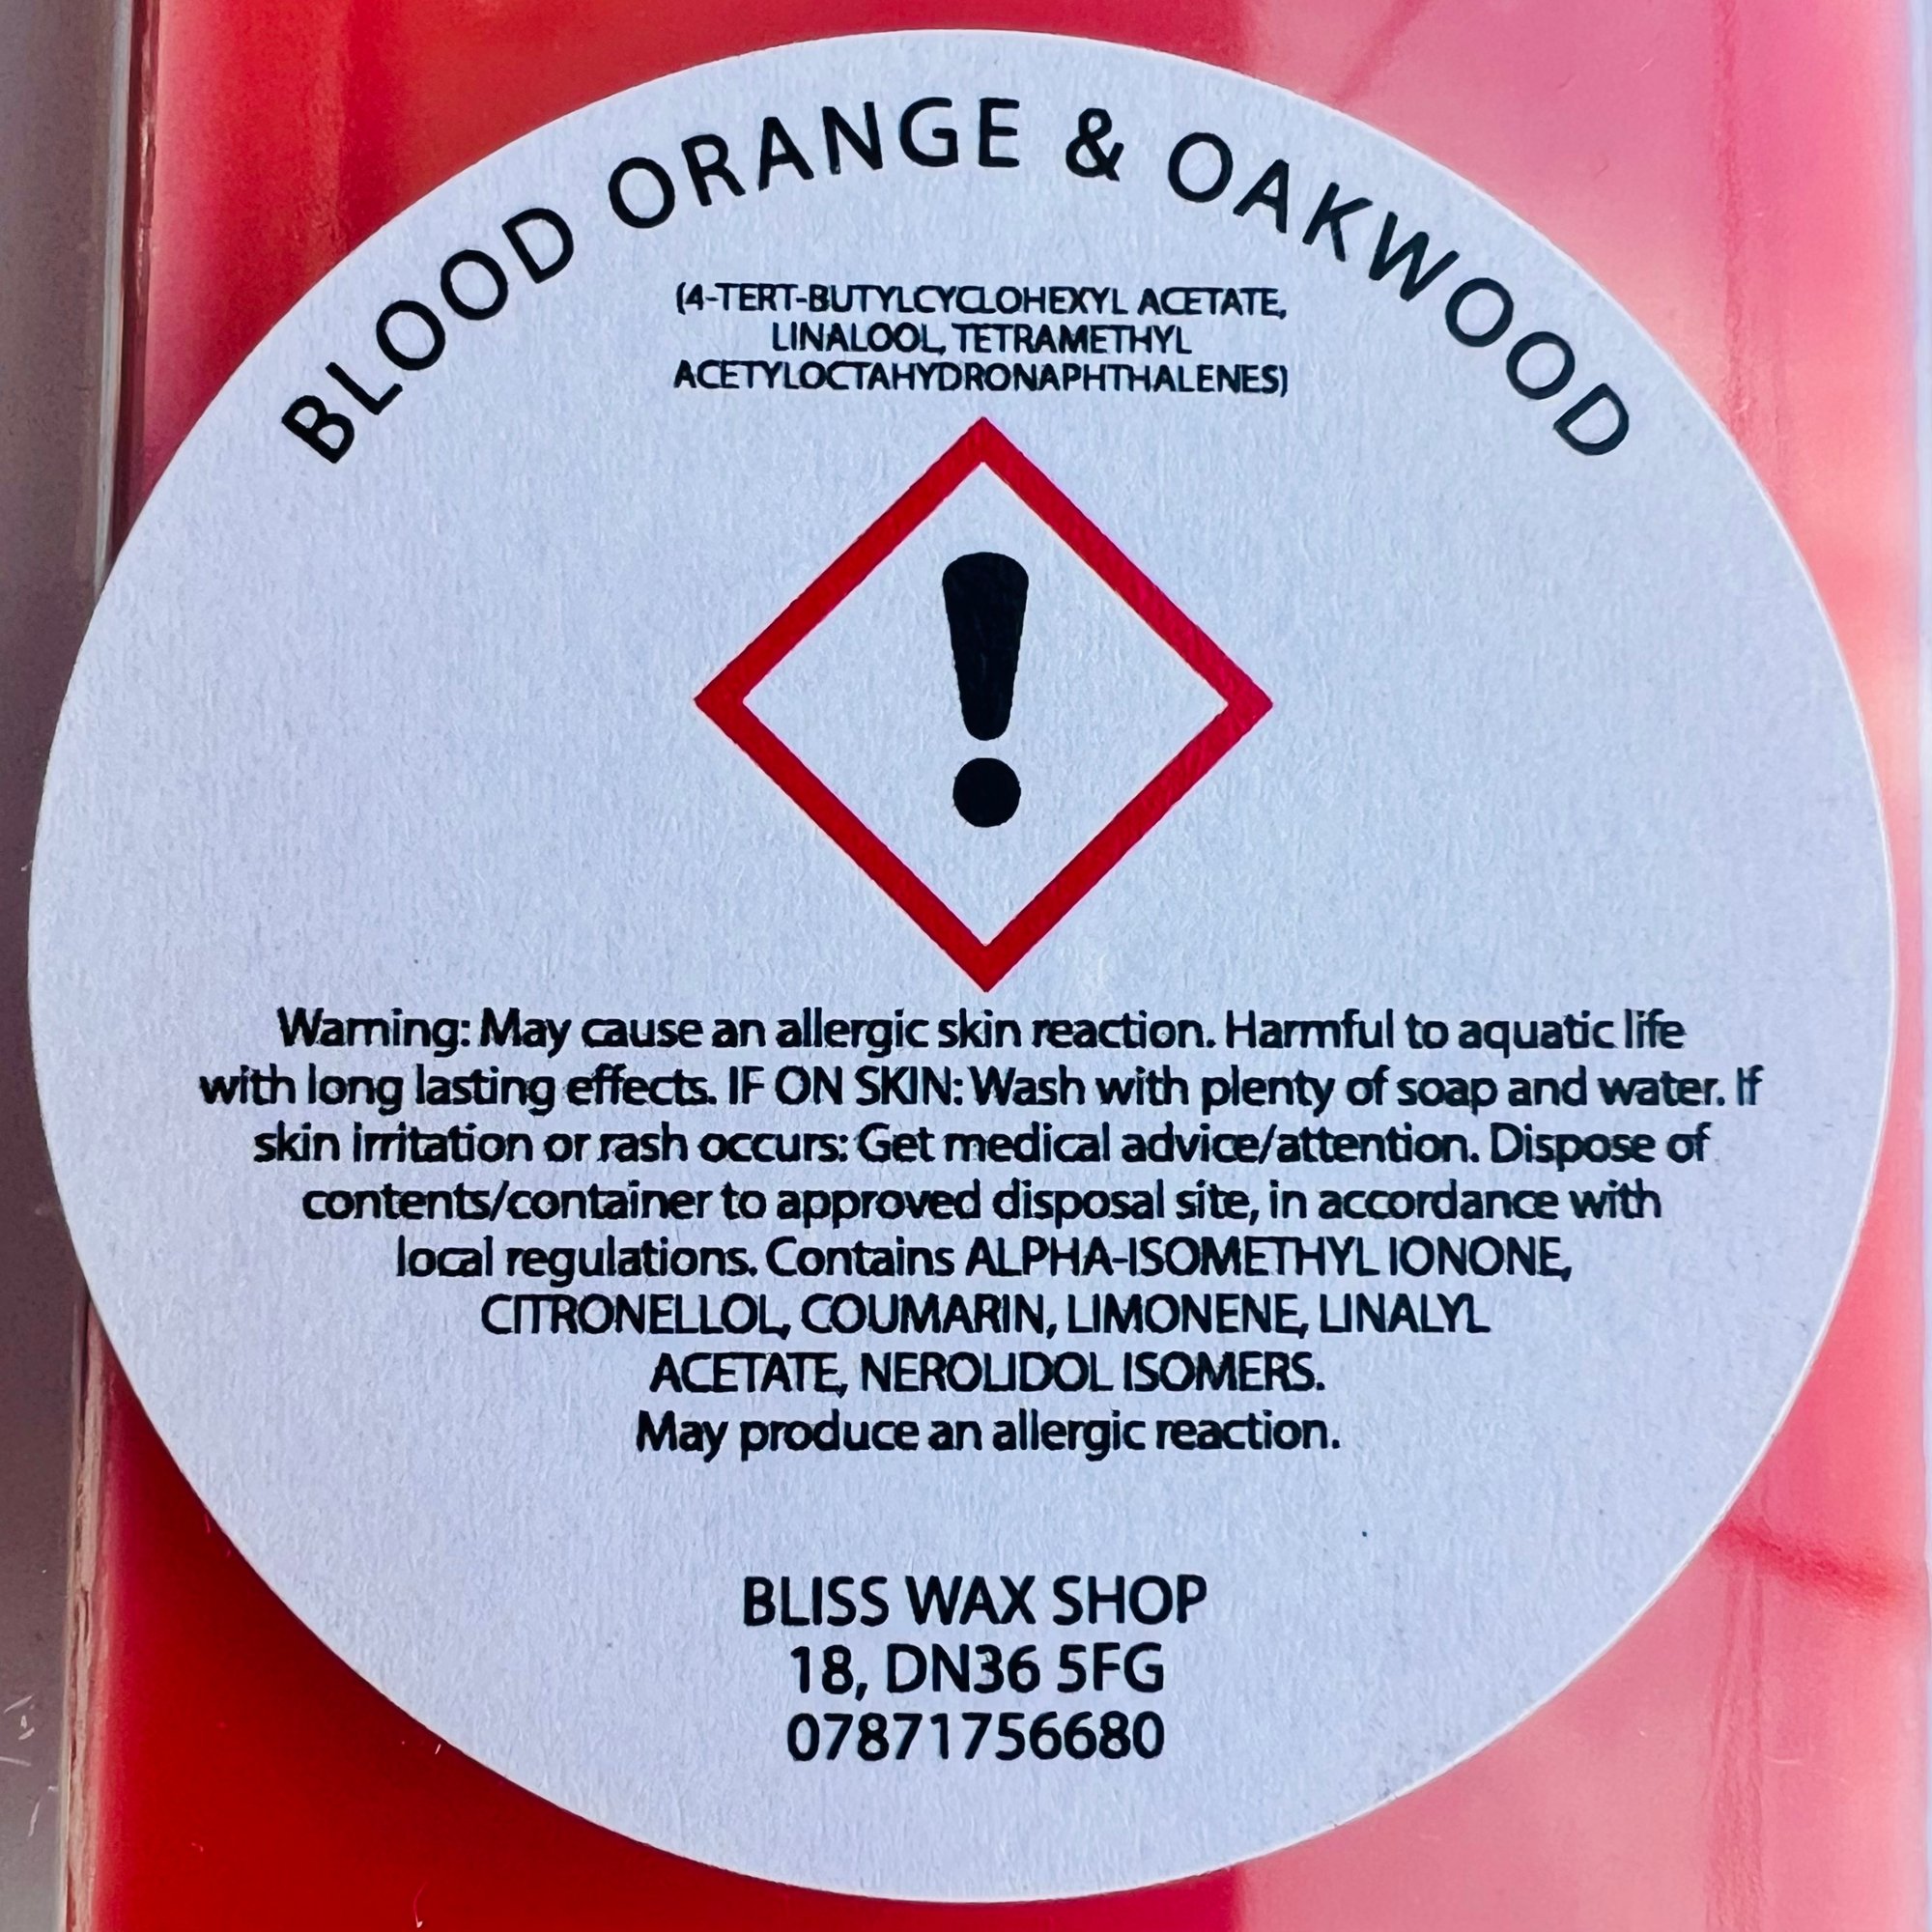 BLOOD ORANGE & OAKWOOD
(4-TERT-BUTYLCYCLOHEXYL ACETATE,
LINALOOL, TETRAMETHYL
ACETYLOCTAHYDRONAPHTHALENES)
Warning: May cause an allergic skin reaction. Harmful to aquatic life
with long lasting effects. IF ON SKIN: Wash with plenty of soap and water. If
skin irritation or rash occurs: Get medical advice/attention. Dispose of
contents/container to approved disposal site, in accordance with
local regulations. Contains ALPHA-ISOMETHYL IONONE,
CITRONELLOL, COUMARIN, LIMONENE, LINALYL
ACETATE, NEROLIDOL ISOMERS.
May produce an allergic reaction.
BLISS WAX SHOP
18, DN36 5FG
07871756680